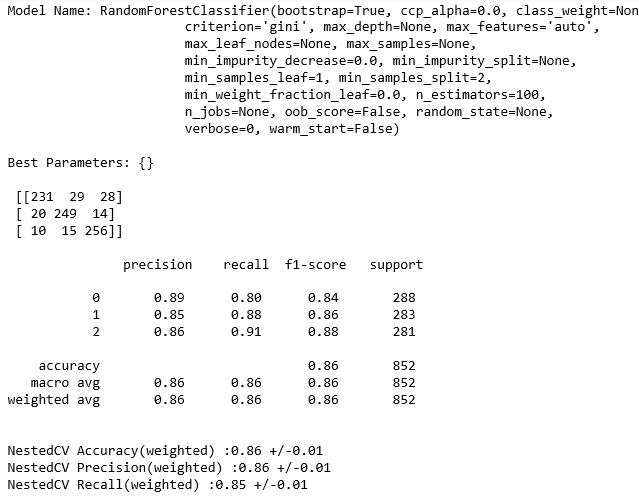 Model Name: RandomForestClassifier(bootstrap=True, ccp_alpha=0.0, class_weight=Non
criterion='gini', max_depth=None, max_features='auto',
max_leaf_nodes=None, max_samples=None,
min_impurity_decrease=0.0, min_impurity_split=None,
min_samples_leaf=1, min_samples_split=2,
min_weight_fraction_leaf=0.0, n_estimators=100,
n_jobs=None, oob_score=False, random_state=None,
verbose=0, warm_start=False)
Best Parameters: {}
[[231 29 28]
[ 20 249 14]
[ 10 15 256]]
precision recall f1-score support
0 0.89 0.80 0.84 288
1 0.85 0.88 0.86 283
2 0.86 0.91 0.88 281
accuracy 0.86 852
macro avg 0.86 0.86 0.86 852
weighted avg 0.86 0.86 0.86 852
NestedCV Accuracy(weighted) :0.86 +/-0.01
NestedCV Precision(weighted) :0.86 +/-0.01
NestedCV Recall(weighted) :0.85 +/-0.01